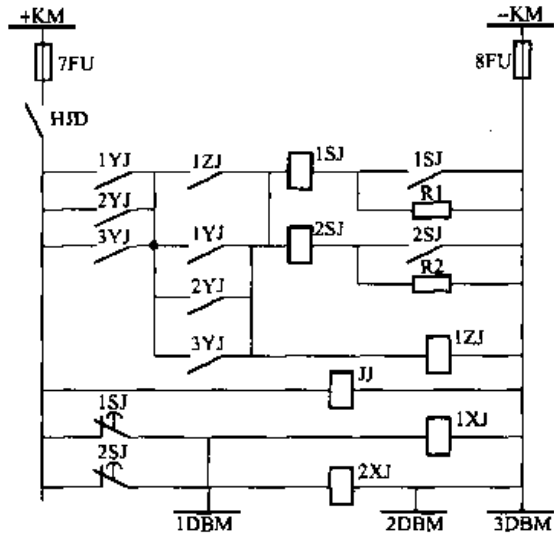 +KM
–KM
7FU
8FU
HJD
1YJ
1ZJ
1SJ
1SJ
2YJ
R1
3YJ
1YJ
2SJ
2SJ
2YJ
R2
3YJ
1ZJ
JJ
1SJ
1XJ
2SJ
2XJ
1DBM
2DBM
3DBM